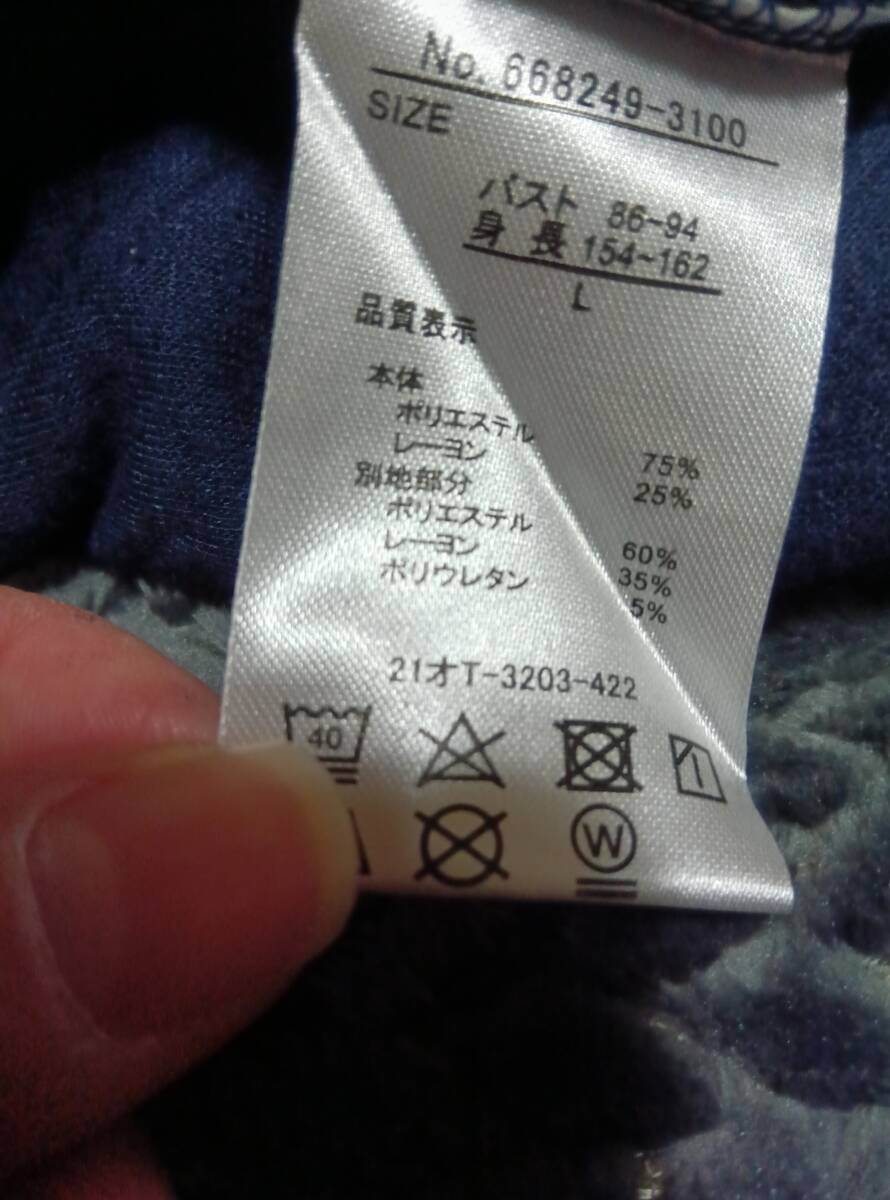 No. 668249-3100
SIZE
バスト 86-94
身長 154~162
L
品質表示
本体
ポリエステル 75%
レーヨン 25%
別地部分
ポリエステル 60%
レーヨン 35%
ポリウレタン 5%
21オT-3203-422
40
W